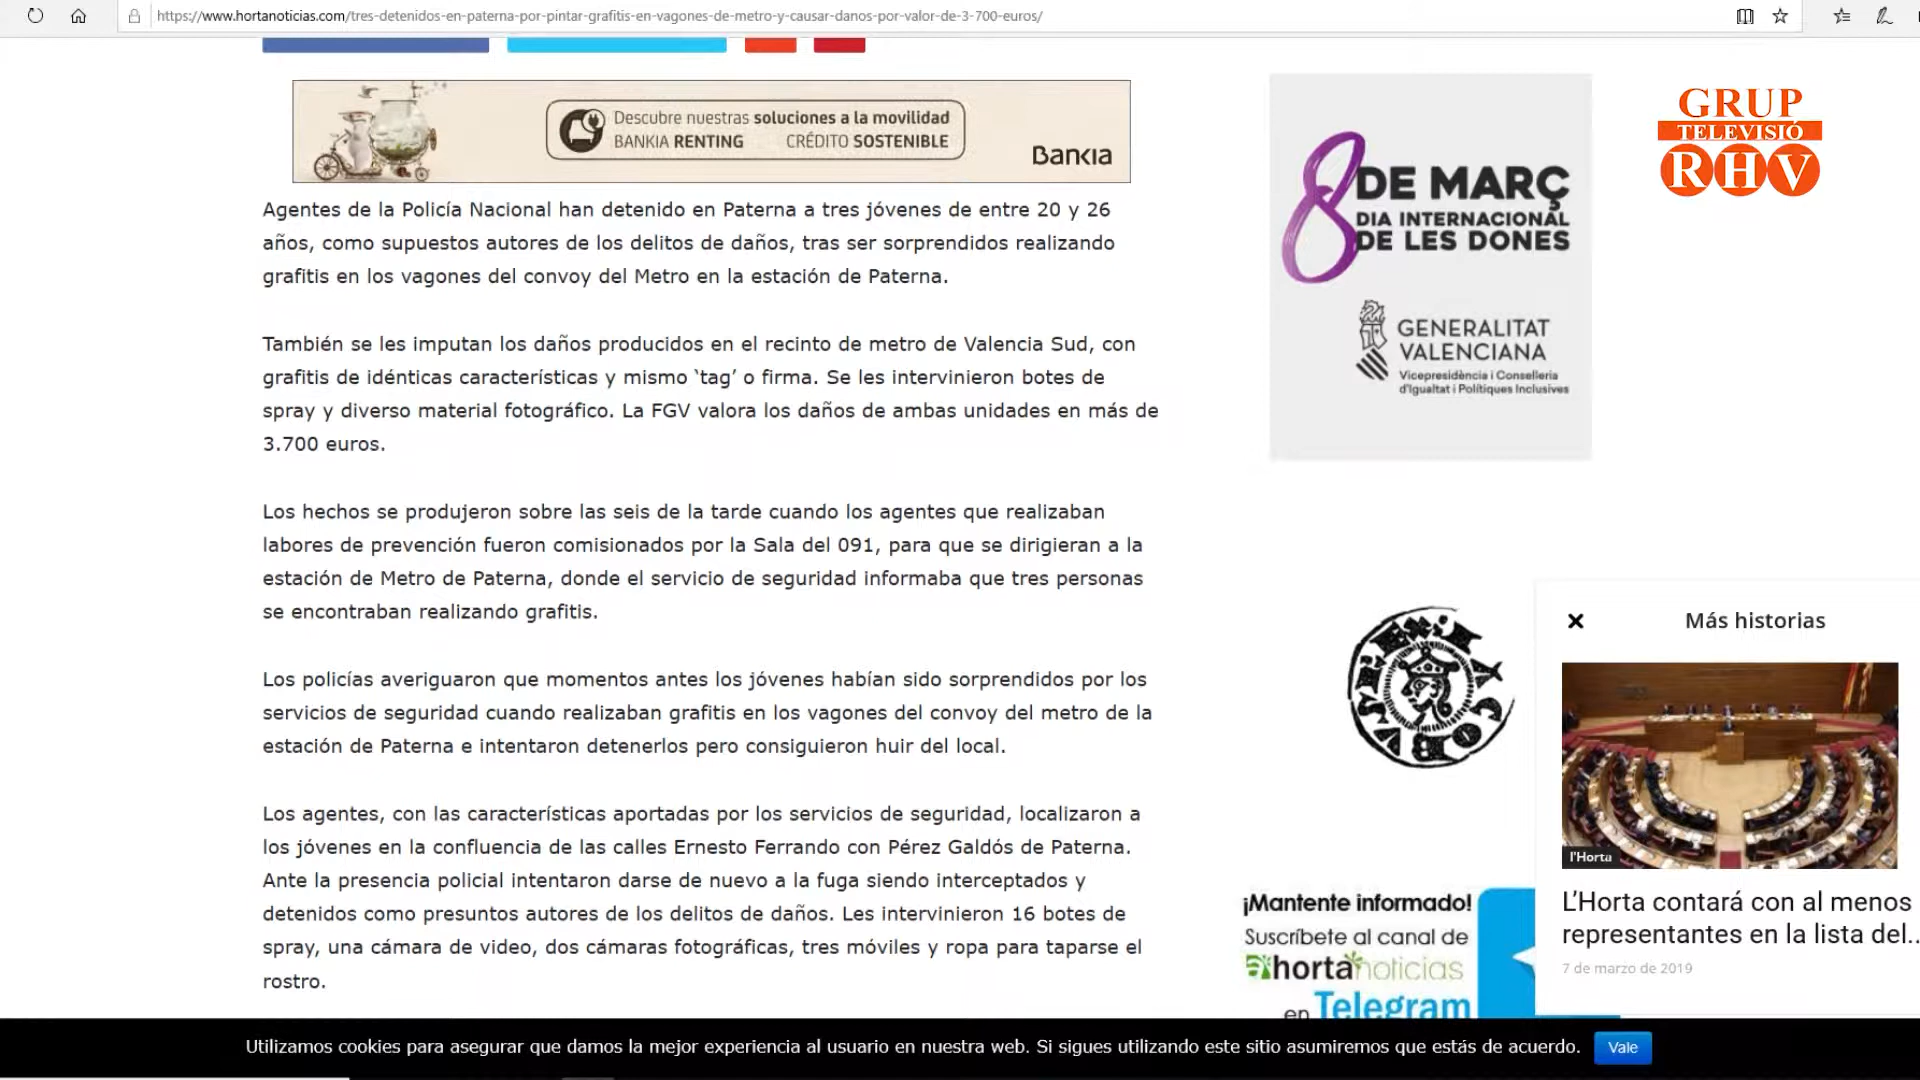 https://www.hortanoticias.com/tres-detenidos-en-paterna-por-pintar-grafitis-en-vagones-de-metro-y-causar-danos-por-valor-de-3-700-euros/
Descubre nuestras soluciones a la movilidad
BANKIA RENTING CRÉDITO SOSTENIBLE
Bankia
Agentes de la Policía Nacional han detenido en Paterna a tres jóvenes de entre 20 y 26
años, como supuestos autores de los delitos de daños, tras ser sorprendidos realizando
grafitis en los vagones del convoy del Metro en la estación de Paterna.
También se les imputan los daños producidos en el recinto de metro de Valencia Sud, con
grafitis de idénticas características y mismo ‘tag’ o firma. Se les intervinieron botes de
spray y diverso material fotográfico. La FGV valora los daños de ambas unidades en más de
3.700 euros.
Los hechos se produjeron sobre las seis de la tarde cuando los agentes que realizaban
labores de prevención fueron comisionados por la Sala del 091, para que se dirigieran a la
estación de Metro de Paterna, donde el servicio de seguridad informaba que tres personas
se encontraban realizando grafitis.
Los policías averiguaron que momentos antes los jóvenes habían sido sorprendidos por los
servicios de seguridad cuando realizaban grafitis en los vagones del convoy del metro de la
estación de Paterna e intentaron detenerlos pero consiguieron huir del local.
Los agentes, con las características aportadas por los servicios de seguridad, localizaron a
los jóvenes en la confluencia de las calles Ernesto Ferrando con Pérez Galdós de Paterna.
Ante la presencia policial intentaron darse de nuevo a la fuga siendo interceptados y
detenidos como presuntos autores de los delitos de daños. Les intervinieron 16 botes de
spray, una cámara de video, dos cámaras fotográficas, tres móviles y ropa para taparse el
rostro.
8 DE MARÇ
DIA INTERNACIONAL
DE LES DONES
GENERALITAT
VALENCIANA
Vicepresidència i Conselleria
d'Igualtat i Polítiques Inclusives
GRUP
TELEVISIÓ
RHV
¡Mantente informado!
Suscríbete al canal de
hortanoticias
en Telegram
Más historias
l'Horta
L’Horta contará con al menos
representantes en la lista del..
7 de marzo de 2019
Utilizamos cookies para asegurar que damos la mejor experiencia al usuario en nuestra web. Si sigues utilizando este sitio asumiremos que estás de acuerdo.
Vale